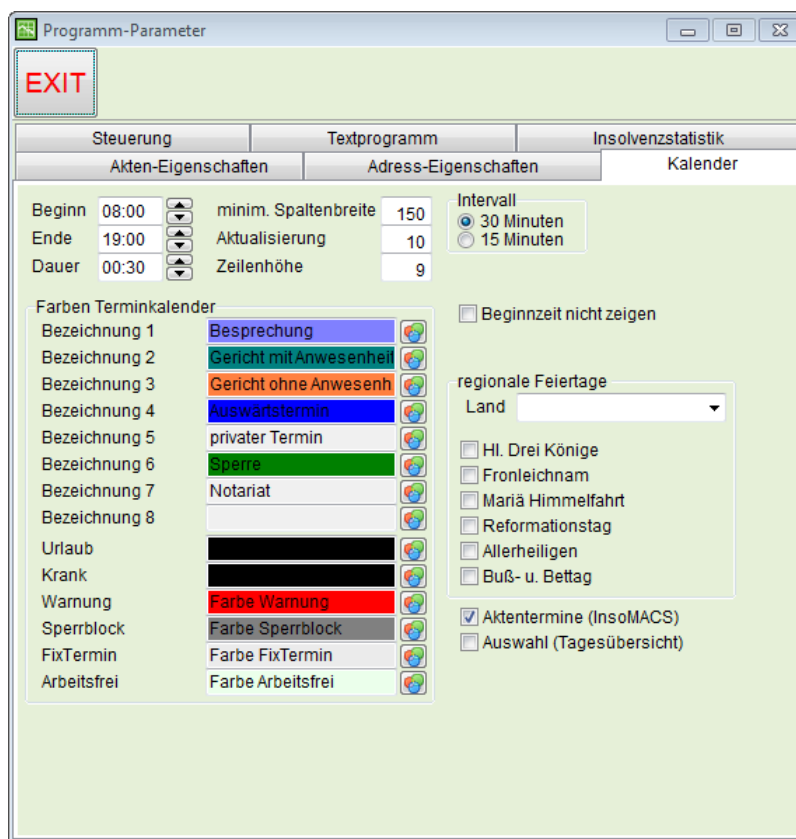 Programm-Parameter
EXIT
Steuerung Textprogramm Insolvenzstatistik
Akten-Eigenschaften Adress-Eigenschaften Kalender
Beginn 08:00 minim. Spaltenbreite 150
Ende 19:00 Aktualisierung 10
Dauer 00:30 Zeilenhöhe 9
Intervall
30 Minuten
15 Minuten
Farben Terminkalender
Bezeichnung 1 Besprechung
Bezeichnung 2 Gericht mit Anwesenheit
Bezeichnung 3 Gericht ohne Anwesenh
Bezeichnung 4 Auswärtstermin
Bezeichnung 5 privater Termin
Bezeichnung 6 Sperre
Bezeichnung 7 Notariat
Bezeichnung 8
Urlaub
Krank
Warnung Farbe Warnung
Sperrblock Farbe Sperrblock
FixTermin Farbe FixTermin
Arbeitsfrei Farbe Arbeitsfrei
Beginnzeit nicht zeigen
regionale Feiertage
Land
Hl. Drei Könige
Fronleichnam
Mariä Himmelfahrt
Reformationstag
Allerheiligen
Buß- u. Bettag
Aktentermine (InsoMACS)
Auswahl (Tagesübersicht)